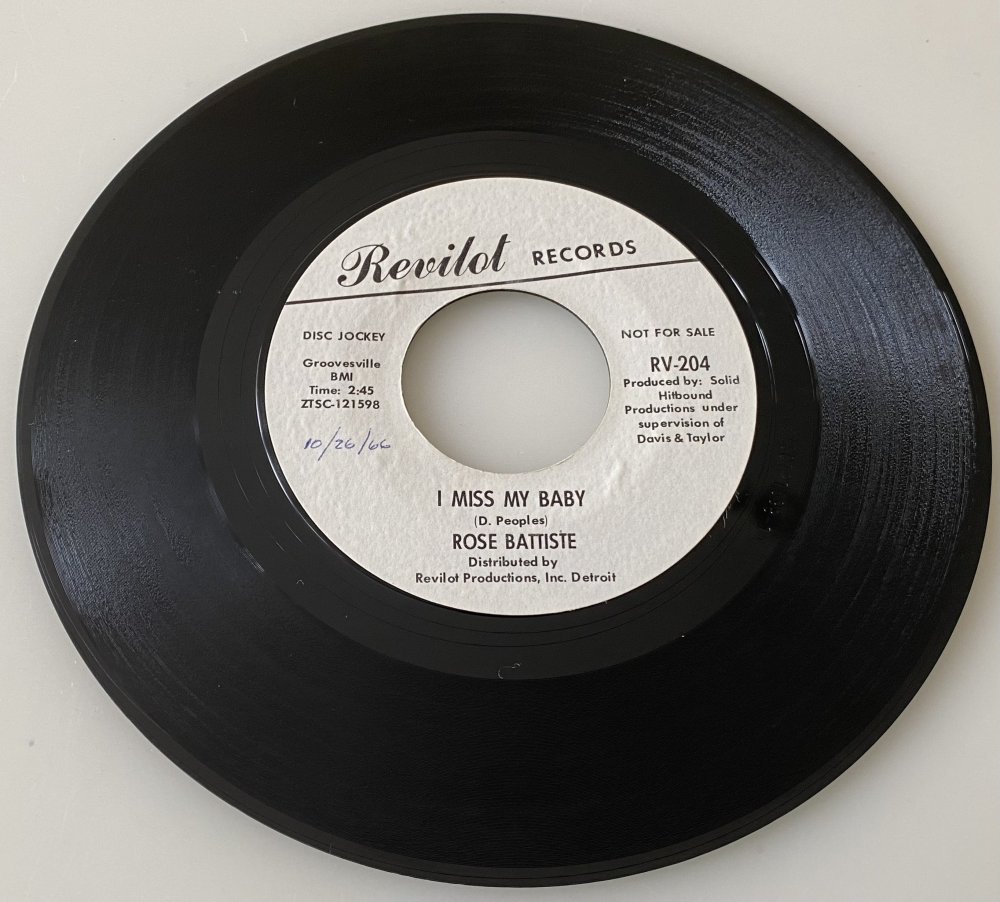 Revilot RECORDS
DISC JOCKEY
Groovesville
BMI
Time: 2:45
ZTSC-121598
10/26/66
NOT FOR SALE
RV-204
Produced by: Solid
Hitbound
Productions under
supervision of
Davis & Taylor
I MISS MY BABY
(D. Peoples)
ROSE BATTISTE
Distributed by
Revilot Productions, Inc. Detroit